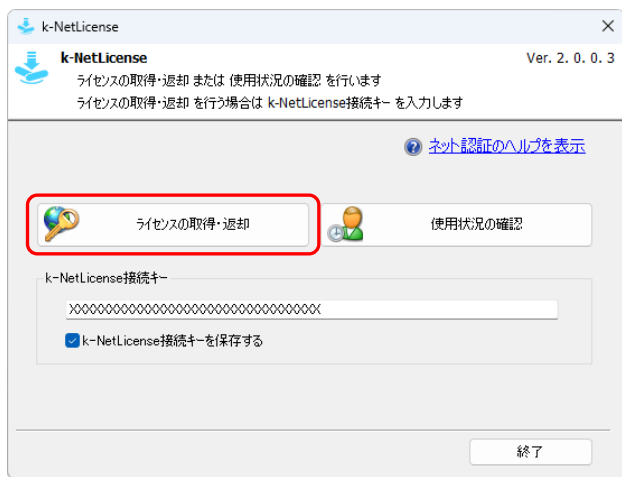 k-NetLicense
k-NetLicense
Ver. 2. 0. 0. 3
ライセンスの取得・返却 または 使用状況の確認 を行います
ライセンスの取得・返却 を行う場合は k-NetLicense接続キー を入力します
ネット認証のヘルプを表示
ライセンスの取得・返却
使用状況の確認
k-NetLicense接続キー
XXXXXXXXXXXXXXXXXXXXXXXXXXXXXXXX
k-NetLicense接続キーを保存する
終了